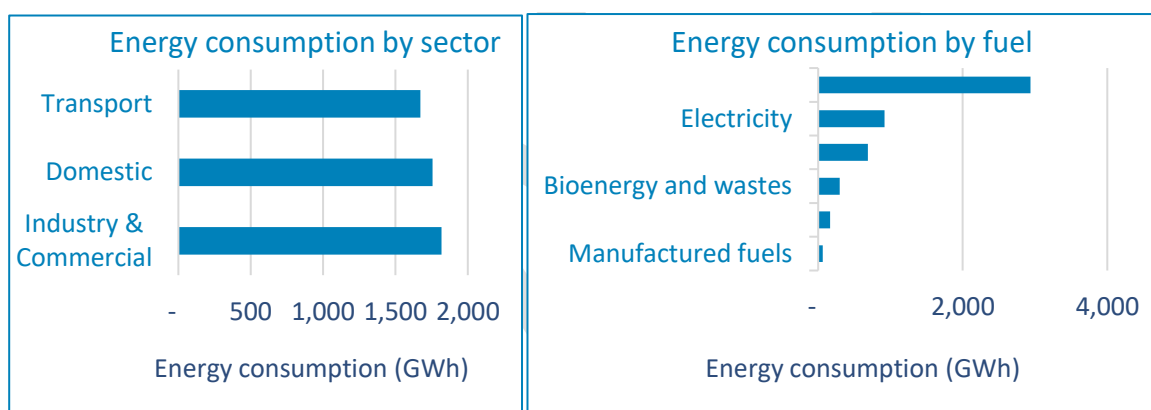 Energy consumption by sector
Transport
Domestic
Industry &
Commercial
- 500 1,000 1,500 2,000
Energy consumption (GWh)
Energy consumption by fuel
Electricity
Bioenergy and wastes
Manufactured fuels
- 2,000 4,000
Energy consumption (GWh)